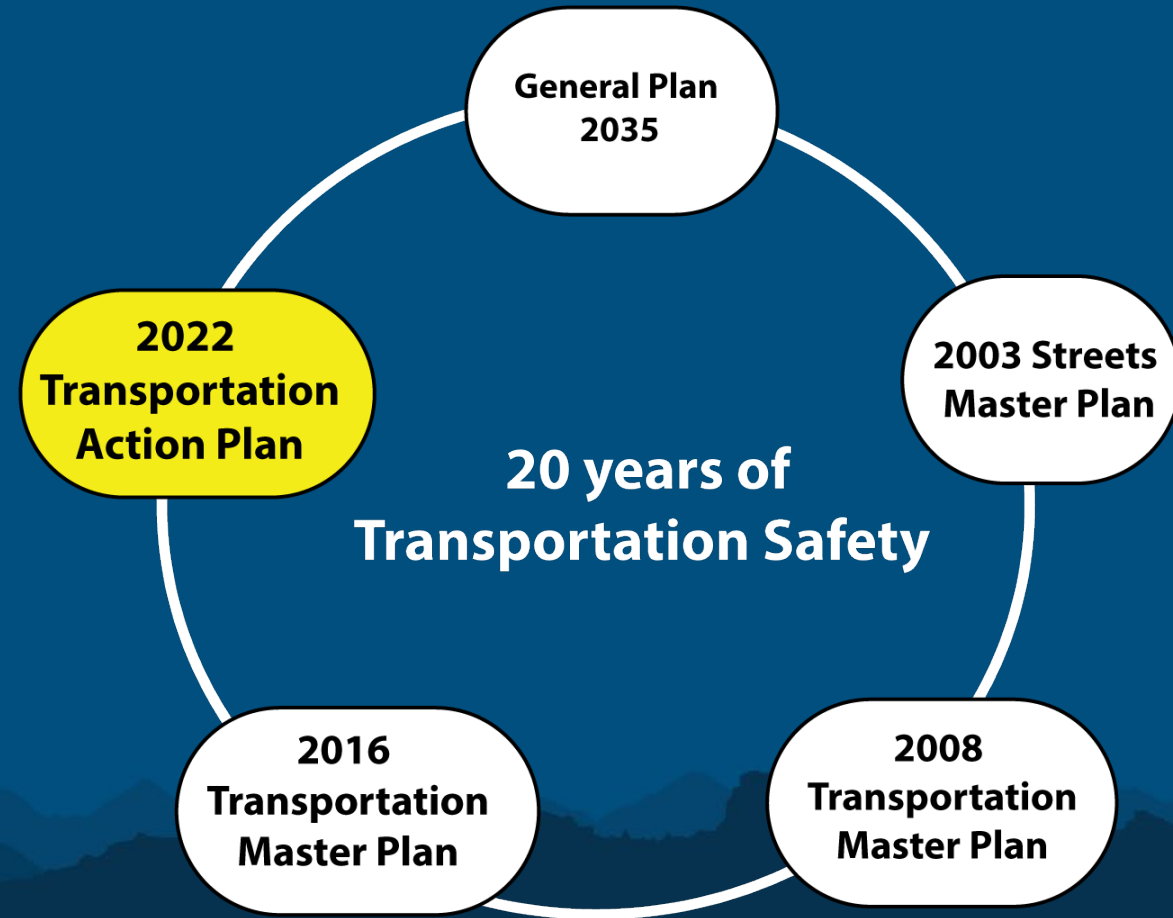 General Plan
2035
2003 Streets
Master Plan
2008
Transportation
Master Plan
2016
Transportation
Master Plan
2022
Transportation
Action Plan
20 years of
Transportation Safety